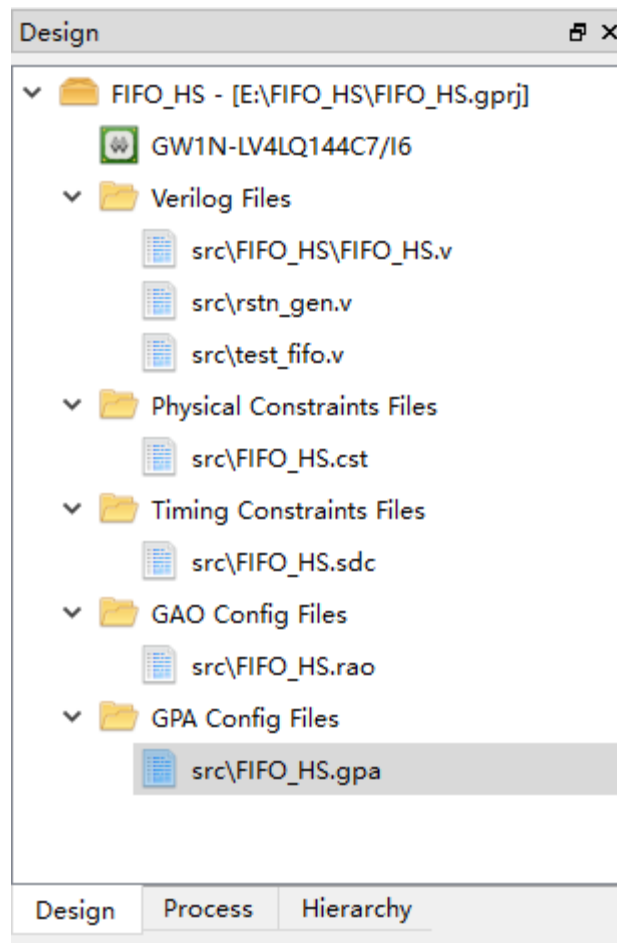 Design
FIFO_HS - [E:\FIFO_HS\FIFO_HS.gprj]
GW1N-LV4LQ144C7/I6
Verilog Files
src\FIFO_HS\FIFO_HS.v
src\rstn_gen.v
src\test_fifo.v
Physical Constraints Files
src\FIFO_HS.cst
Timing Constraints Files
src\FIFO_HS.sdc
GAO Config Files
src\FIFO_HS.rao
GPA Config Files
src\FIFO_HS.gpa
Design Process Hierarchy